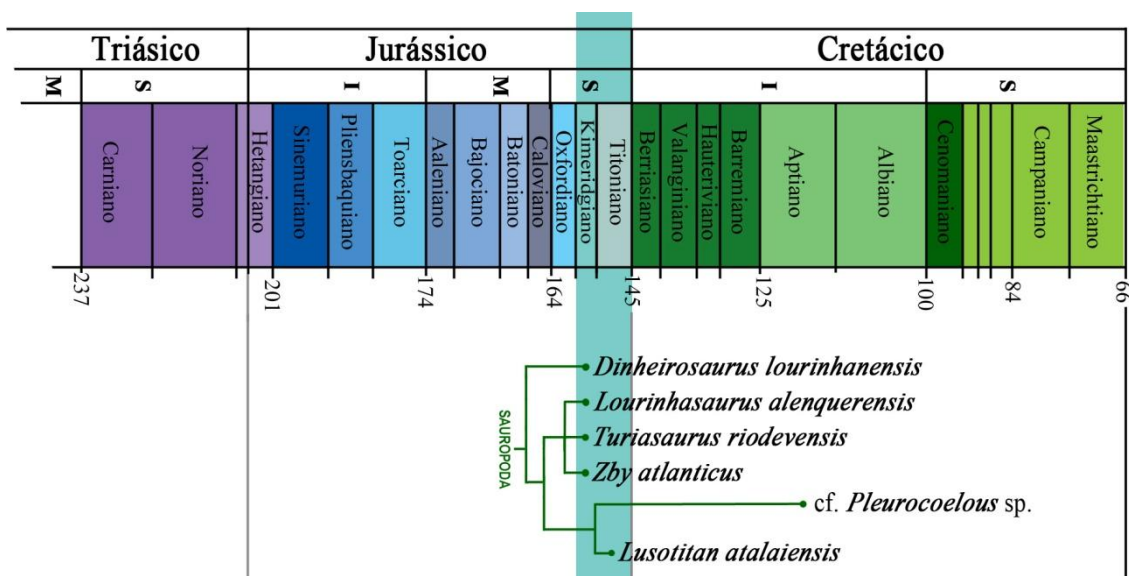 Triásico Jurássico Cretácico
M S I M S I S
Carniano Noriano Hetangiano Sinemuriano Pliensbaquiano Toarciano Aaleniano Bajociano Batoniano Caloviano Oxfordiano Kimeridgiano Titoniano Berriasiano Valanginiano Hauteriviano Barremiano Aptiano Albiano Cenomaniano Campaniano Maastrichtiano
237 201 174 164 145 125 100 84 66
Dinheirosaurus lourinhanensis
Lourinhasaurus alenquerensis
SAUROPODA
Turiasaurus riodevensis
Zby atlanticus
cf. Pleurocoelous sp.
Lusotitan atalaiensis